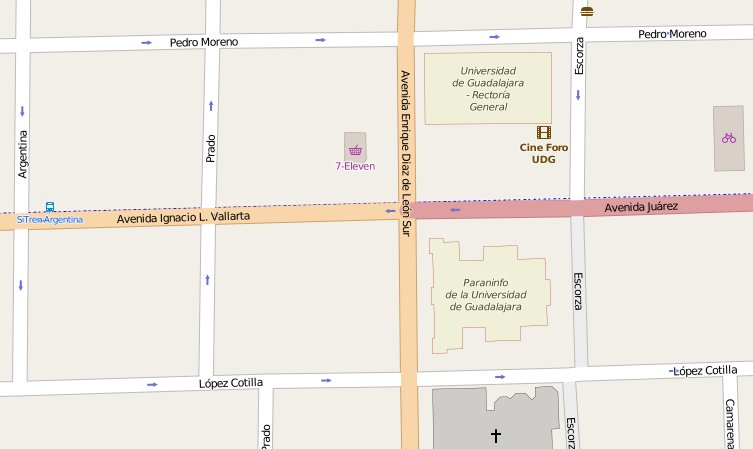 Pedro Moreno
Pedro Moreno
Escorza
Universidad
de Guadalajara
- Rectoría
General
Avenida Enrique Díaz de León Sur
Argentina
Prado
7-Eleven
Cine Foro
UDG
SiTren Argentina
Avenida Ignacio L. Vallarta
Avenida Juárez
Paraninfo
de la Universidad
de Guadalajara
Escorza
López Cotilla
López Cotilla
Prado
Escorz
Camarena